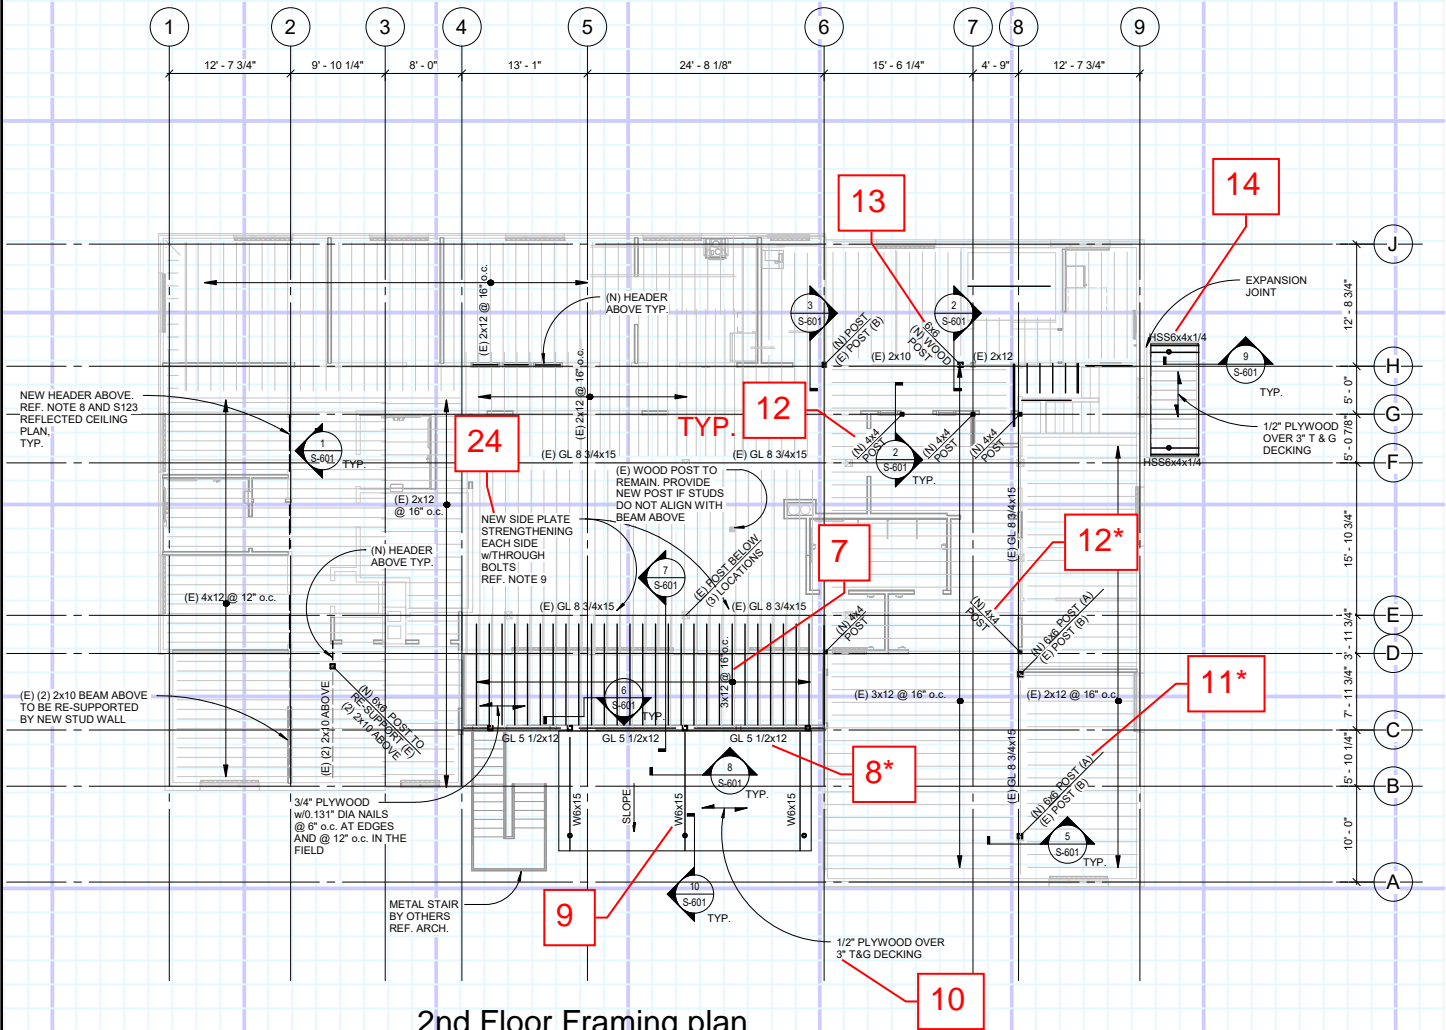 1 2 3 4 5 6 7 8 9
12' - 7 3/4" 9' - 10 1/4" 8' - 0" 13' - 1" 24' - 8 1/8" 15' - 6 1/4" 4' - 9" 12' - 7 3/4"
14
13
J
12' - 8 3/4"
EXPANSION
JOINT
(E) 2x12 @ 16" o.c.
(N) HEADER
ABOVE TYP.
3
S-601
2
S-601
(N) POST
(E) POST (B)
6x6
(N) WOOD
POST
(E) 2x10
(E) 2x12
HSS6x4x1/4
9
S-601
TYP.
H
5' - 0"
(E) 2x12 @ 16" o.c.
NEW HEADER ABOVE.
REF. NOTE 8 AND S123
REFLECTED CEILING
PLAN,
TYP.
1
S-601
TYP.
24
TYP.
12
G
5' - 0 7/8"
1/2" PLYWOOD
OVER 3" T & G
DECKING
HSS6x4x1/4
(N) 4x4
POST
(N) 4x4
POST
(N) 4x4
POST
2
S-601
TYP.
(E) GL 8 3/4x15
(E) GL 8 3/4x15
F
(E) WOOD POST TO
REMAIN. PROVIDE
NEW POST IF STUDS
DO NOT ALIGN WITH
BEAM ABOVE
(E) 2x12
@ 16" o.c.
NEW SIDE PLATE
STRENGTHENING
EACH SIDE
w/THROUGH
BOLTS
REF. NOTE 9
(E) GL 8 3/4x15
15' - 10 3/4"
12*
7
(N) HEADER
ABOVE TYP.
7
S-601
(E) POST BELOW
(3) LOCATIONS
(E) 4x12 @ 12" o.c.
(E) GL 8 3/4x15
(E) GL 8 3/4x15
(N) 4x4
POST
(N) 4x4
POST
(N) 6x6 POST (A)
(E) POST (B)
E
3' - 11 3/4"
D
7' - 11 3/4"
3x12 @ 16" o.c.
11*
(E) (2) 2x10 BEAM ABOVE
TO BE RE-SUPPORTED
BY NEW STUD WALL
(E) (2) 2x10 ABOVE
(N) 6x6 POST TO
RE-SUPPORT (E)
(2) 2x10 ABOVE
6
S-601
TYP.
(E) 3x12 @ 16" o.c.
(E) 2x12 @ 16" o.c.
C
GL 5 1/2x12
GL 5 1/2x12
GL 5 1/2x12
8*
5' - 10 1/4"
(E) GL 8 3/4x15
8
S-601
TYP.
B
3/4" PLYWOOD
w/0.131" DIA NAILS
@ 6" o.c. AT EDGES
AND @ 12" o.c. IN THE
FIELD
W6x15
SLOPE
W6x15
W6x15
(N) 6x6 POST (A)
(E) POST (B)
5
S-601
TYP.
10' - 0"
A
METAL STAIR
BY OTHERS
REF. ARCH.
9
10
S-601
TYP.
1/2" PLYWOOD OVER
3" T&G DECKING
10
2nd Floor Framing plan